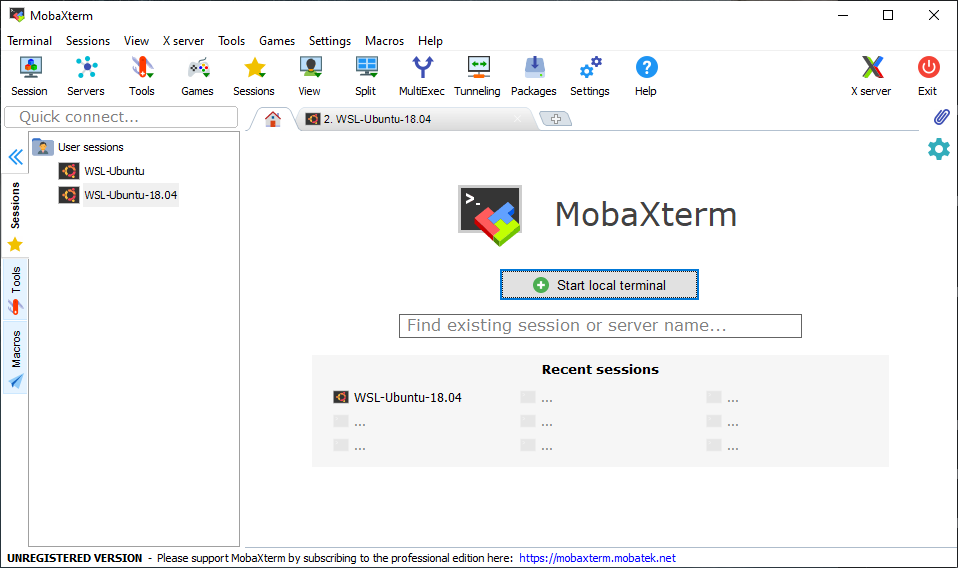 MobaXterm
Terminal Sessions View X server Tools Games Settings Macros Help
Session Servers Tools Games Sessions View Split MultiExec Tunneling Packages Settings Help X server Exit
Quick connect...
2. WSL-Ubuntu-18.04
User sessions
WSL-Ubuntu
WSL-Ubuntu-18.04
Sessions
Tools
Macros
>_
MobaXterm
Start local terminal
Find existing session or server name...
Recent sessions
WSL-Ubuntu-18.04 ... ...
... ... ...
... ... ...
UNREGISTERED VERSION - Please support MobaXterm by subscribing to the professional edition here: https://mobaxterm.mobatek.net